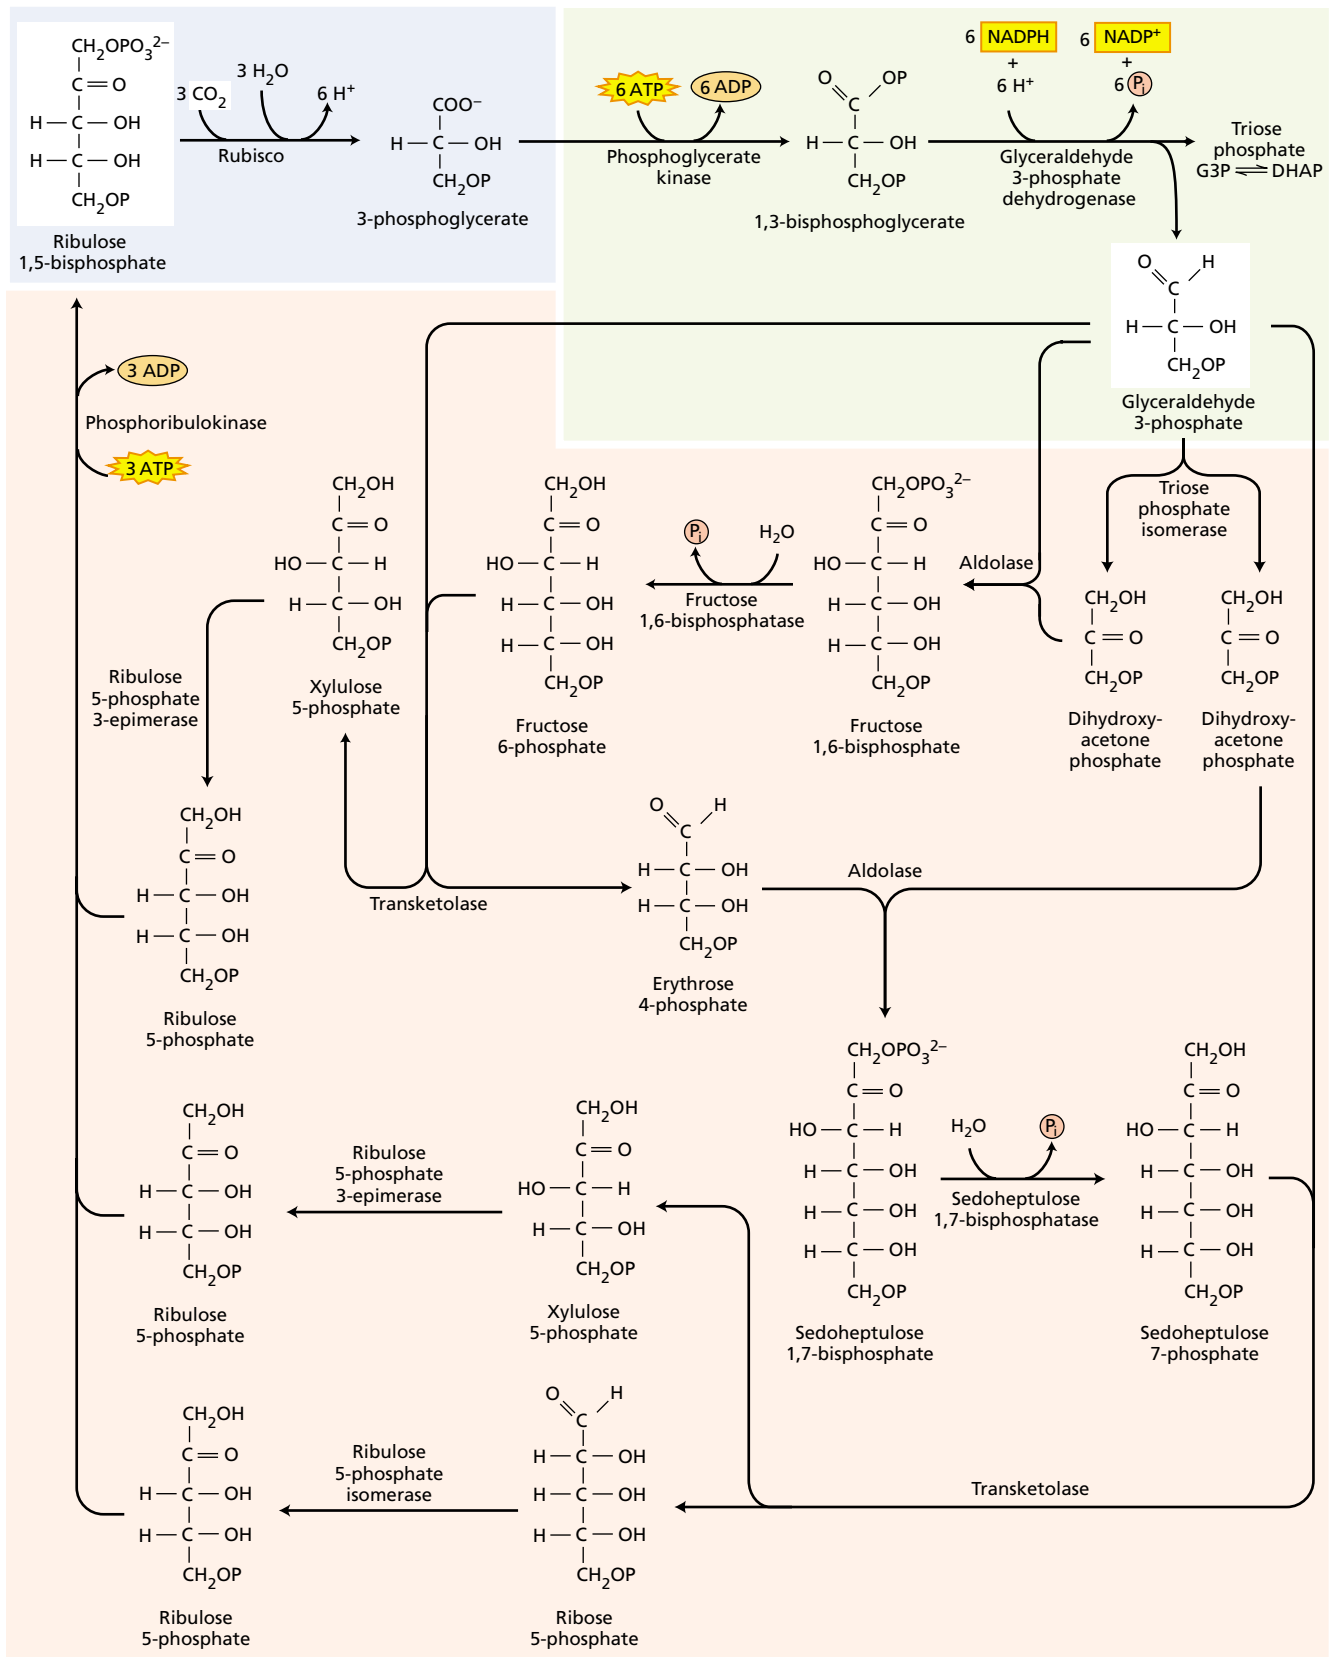 CH2OPO3 2–
C=O
H—C—OH
H—C—OH
CH2OP
Ribulose
1,5-bisphosphate
3 CO2
3 H2O
6 H+
Rubisco
COO–
H—C—OH
CH2OP
3-phosphoglycerate
6 ATP
6 ADP
Phosphoglycerate
kinase
O OP
C
H—C—OH
CH2OP
1,3-bisphosphoglycerate
6 NADPH
+
6 H+
6 NADP+
+
6 Pi
Glyceraldehyde
3-phosphate
dehydrogenase
Triose
phosphate
G3P ⇌ DHAP
O H
C
H—C—OH
CH2OP
Glyceraldehyde
3-phosphate
3 ADP
Phosphoribulokinase
3 ATP
Triose
phosphate
isomerase
CH2OH
C=O
HO—C—H
H—C—OH
CH2OP
Xylulose
5-phosphate
CH2OH
C=O
HO—C—H
H—C—OH
H—C—OH
CH2OP
Fructose
6-phosphate
Pi
H2O
Fructose
1,6-bisphosphatase
CH2OPO3 2–
C=O
HO—C—H
H—C—OH
H—C—OH
CH2OP
Fructose
1,6-bisphosphate
Aldolase
CH2OH
C=O
CH2OP
Dihydroxy-
acetone
phosphate
CH2OH
C=O
CH2OP
Dihydroxy-
acetone
phosphate
Ribulose
5-phosphate
3-epimerase
CH2OH
C=O
H—C—OH
H—C—OH
CH2OP
Ribulose
5-phosphate
Transketolase
O H
C
H—C—OH
H—C—OH
CH2OP
Erythrose
4-phosphate
Aldolase
CH2OPO3 2–
C=O
HO—C—H
H—C—OH
H—C—OH
H—C—OH
CH2OP
Sedoheptulose
1,7-bisphosphate
H2O
Pi
Sedoheptulose
1,7-bisphosphatase
CH2OH
C=O
HO—C—H
H—C—OH
H—C—OH
H—C—OH
CH2OP
Sedoheptulose
7-phosphate
CH2OH
C=O
H—C—OH
H—C—OH
CH2OP
Ribulose
5-phosphate
Ribulose
5-phosphate
3-epimerase
CH2OH
C=O
HO—C—H
H—C—OH
CH2OP
Xylulose
5-phosphate
CH2OH
C=O
H—C—OH
H—C—OH
CH2OP
Ribulose
5-phosphate
Ribulose
5-phosphate
isomerase
O H
C
H—C—OH
H—C—OH
H—C—OH
CH2OP
Ribose
5-phosphate
Transketolase